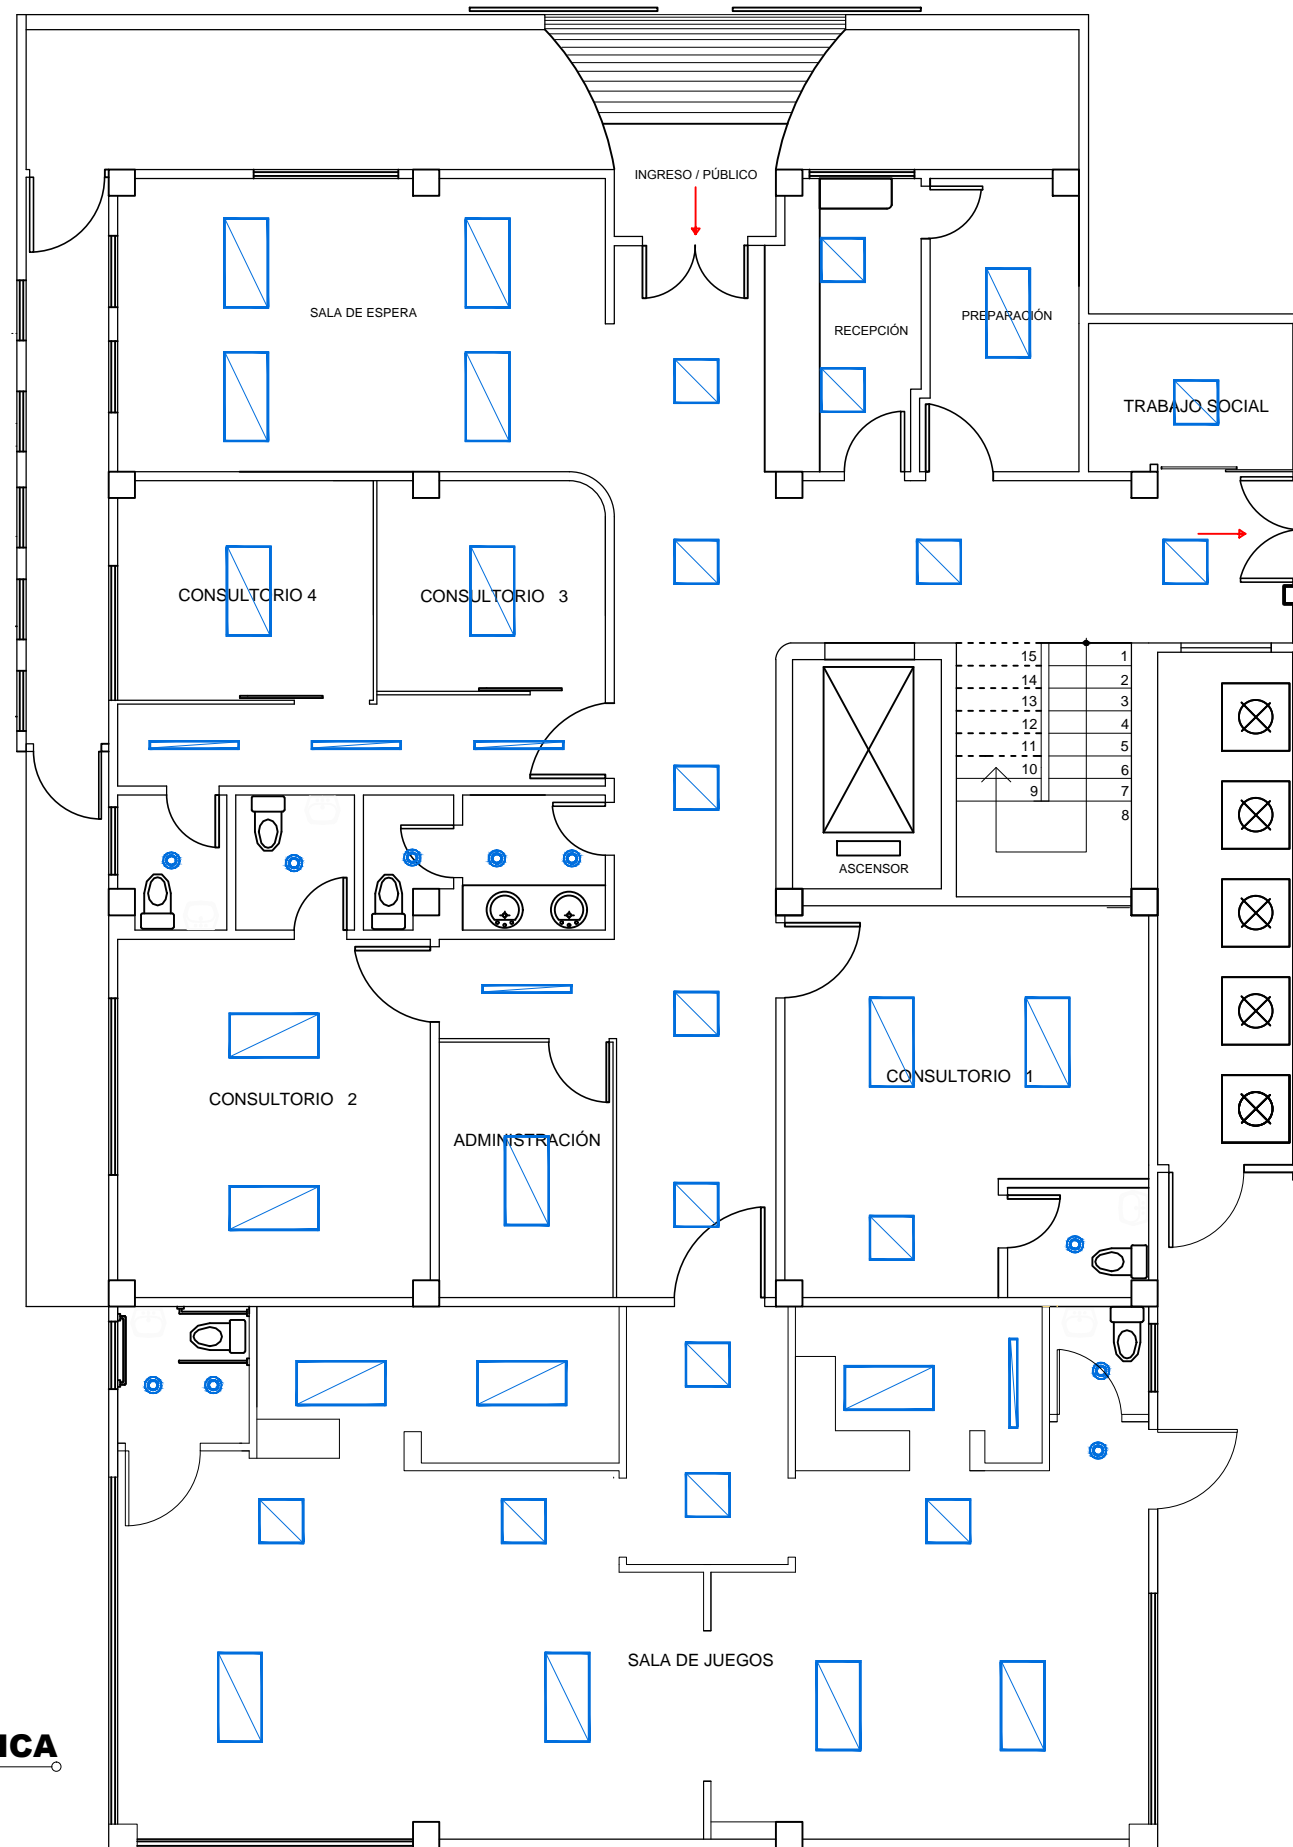 INGRESO / PÚBLICO
SALA DE ESPERA
RECEPCIÓN
PREPARACIÓN
TRABAJO SOCIAL
CONSULTORIO 4
CONSULTORIO 3
15 1
14 2
13 3
12 4
11 5
10 6
9 7
8
ASCENSOR
CONSULTORIO 1
CONSULTORIO 2
ADMINISTRACIÓN
SALA DE JUEGOS
ICA